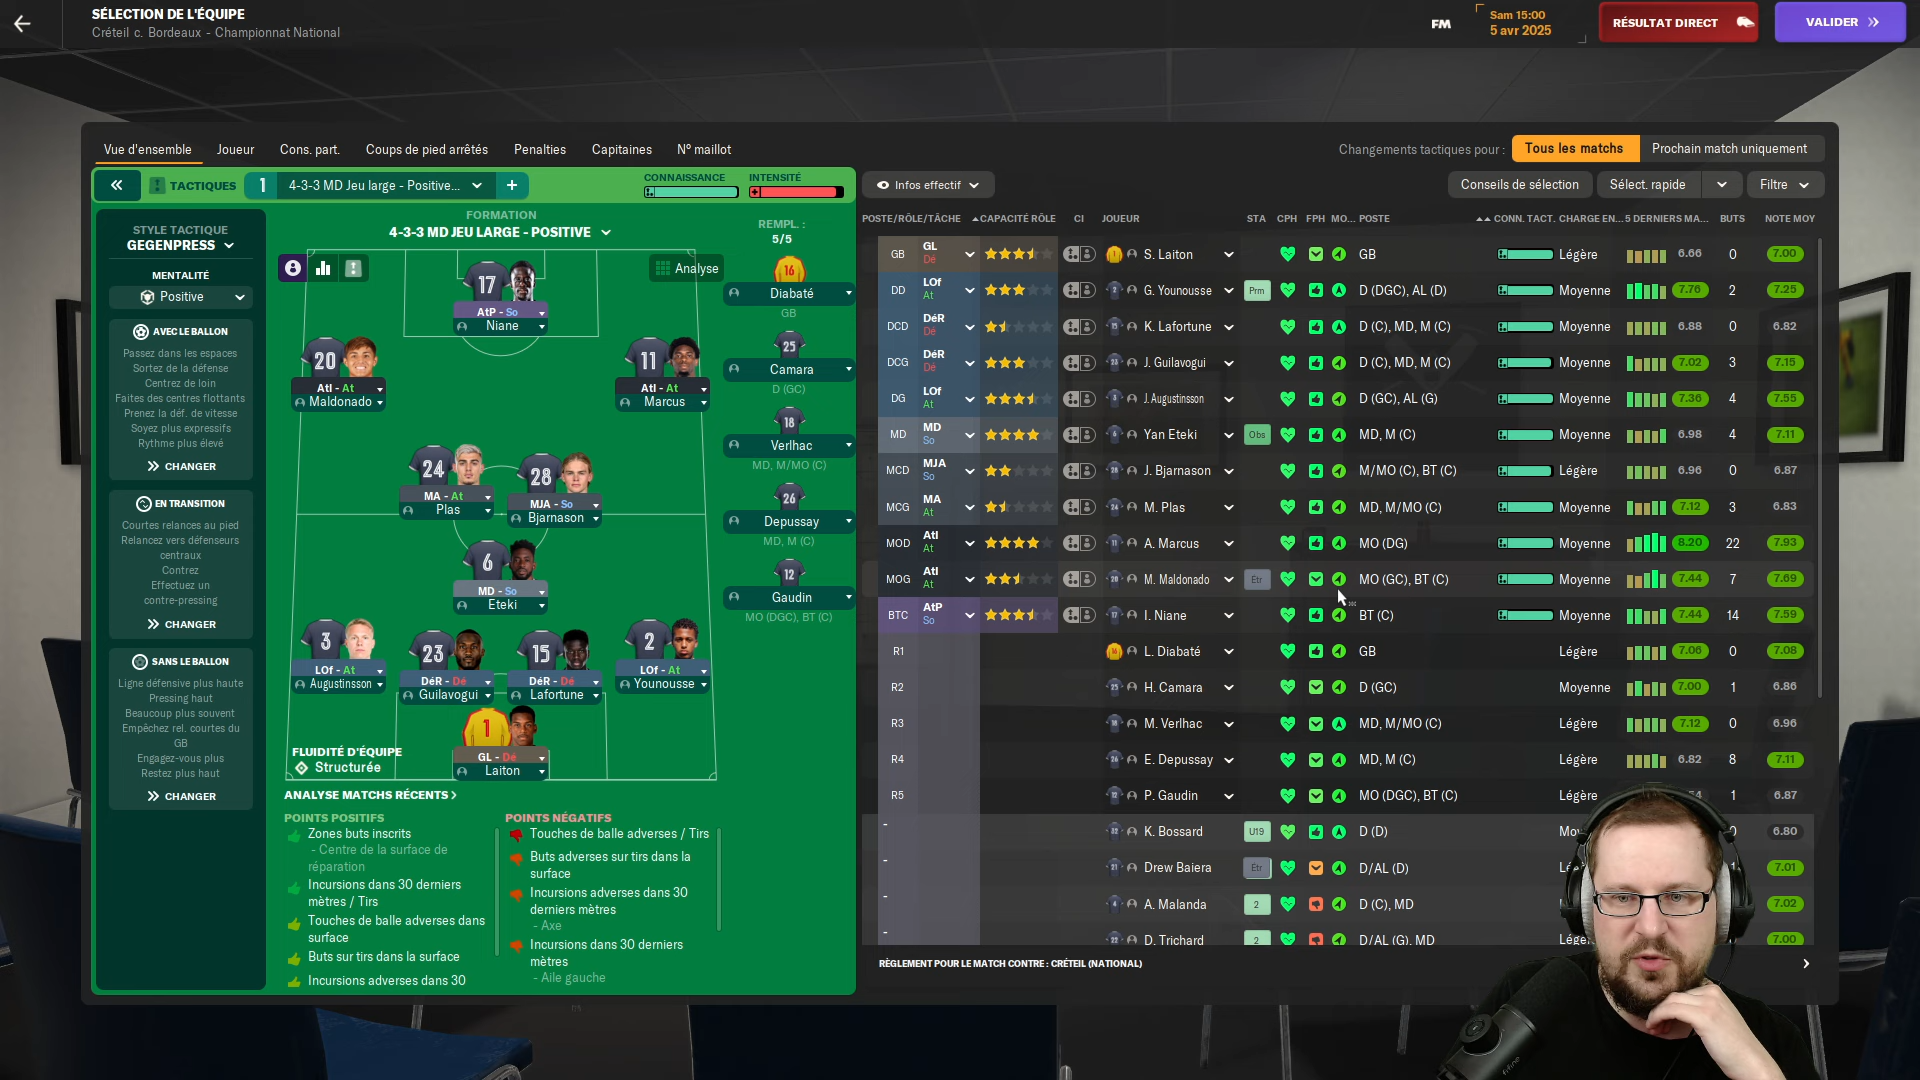 SÉLECTION DE L'ÉQUIPE
Créteil c. Bordeaux - Championnat National
FM
Sam 15:00
5 avr 2025
RÉSULTAT DIRECT
VALIDER
Vue d'ensemble
Joueur
Cons. part.
Coups de pied arrêtés
Penalties
Capitaines
Nº maillot
Changements tactiques pour :
Tous les matchs
Prochain match uniquement
TACTIQUES
1
4-3-3 MD Jeu large - Positive...
+
CONNAISSANCE
INTENSITÉ
STYLE TACTIQUE
GEGENPRESS
MENTALITÉ
Positive
AVEC LE BALLON
Passez dans les espaces
Sortez de la défense
Centrez de loin
Faites des centres flottants
Prenez la déf. de vitesse
Soyez plus expressifs
Rythme plus élevé
CHANGER
EN TRANSITION
Courtes relances au pied
Relancez vers défenseurs
centraux
Contrez
Effectuez un
contre-pressing
CHANGER
SANS LE BALLON
Ligne défensive plus haute
Pressing haut
Beaucoup plus souvent
Empêchez rel. courtes du
GB
Engagez-vous plus
Restez plus haut
CHANGER
FORMATION
4-3-3 MD JEU LARGE - POSITIVE
Analyse
17
AtP - So
Niane
20
AtI - At
Maldonado
11
AtI - At
Marcus
24
MA - At
Plas
28
MJA - So
Bjarnason
6
MD - So
Eteki
3
LOf - At
Augustinsson
23
DéR - Dé
Guilavogui
15
DéR - Dé
Lafortune
2
LOf - At
Younousse
1
GL - Dé
Laiton
FLUIDITÉ D'ÉQUIPE
Structurée
REMPL. :
5/5
16
Diabaté
GB
25
Camara
D (GC)
18
Verlhac
MD, M/MO (C)
26
Depussay
MD, M (C)
12
Gaudin
MO (DGC), BT (C)
ANALYSE MATCHS RÉCENTS
POINTS POSITIFS
Zones buts inscrits
- Centre de la surface de
réparation
Incursions dans 30 derniers
mètres / Tirs
Touches de balle adverses dans
surface
Buts sur tirs dans la surface
Incursions adverses dans 30
POINTS NÉGATIFS
Touches de balle adverses / Tirs
Buts adverses sur tirs dans la
surface
Incursions adverses dans 30
derniers mètres
- Axe
Incursions dans 30 derniers
mètres
- Aile gauche
Infos effectif
Conseils de sélection
Sélect. rapide
Filtre
POSTE/RÔLE/TÂCHE CAPACITÉ RÔLE CI JOUEUR STA CPH FPH MO... POSTE CONN. TACT. CHARGE EN... 5 DERNIERS MA... BUTS NOTE MOY
GB GL Dé S. Laiton GB Légère 6.66 0 7.00
DD LOf At G. Younousse Prm D (DGC), AL (D) Moyenne 7.76 2 7.25
DCD DéR Dé K. Lafortune D (C), MD, M (C) Moyenne 6.88 0 6.82
DCG DéR Dé J. Guilavogui D (C), MD, M (C) Moyenne 7.02 3 7.15
DG LOf At J. Augustinsson D (GC), AL (G) Moyenne 7.36 4 7.55
MD MD So Yan Eteki Obs MD, M (C) Moyenne 6.98 4 7.11
MCD MJA So J. Bjarnason M/MO (C), BT (C) Légère 6.96 0 6.87
MCG MA At M. Plas MD, M/MO (C) Moyenne 7.12 3 6.83
MOD AtI At A. Marcus MO (DG) Moyenne 8.20 22 7.93
MOG AtI At M. Maldonado Etr MO (GC), BT (C) Moyenne 7.44 7 7.69
BTC AtP So I. Niane BT (C) Moyenne 7.44 14 7.59
R1 L. Diabaté GB Légère 7.06 0 7.08
R2 H. Camara D (GC) Moyenne 7.00 1 6.86
R3 M. Verlhac MD, M/MO (C) Légère 7.12 0 6.96
R4 E. Depussay MD, M (C) Légère 6.82 8 7.11
R5 P. Gaudin MO (DGC), BT (C) Légère 1 6.87
- K. Bossard U19 D (D) 6.80
- Drew Baiera Etr D/AL (D) 7.01
- A. Malanda 2 D (C), MD 7.02
- D. Trichard 2 D/AL (G), MD 7.00
RÈGLEMENT POUR LE MATCH CONTRE : CRÉTEIL (NATIONAL)